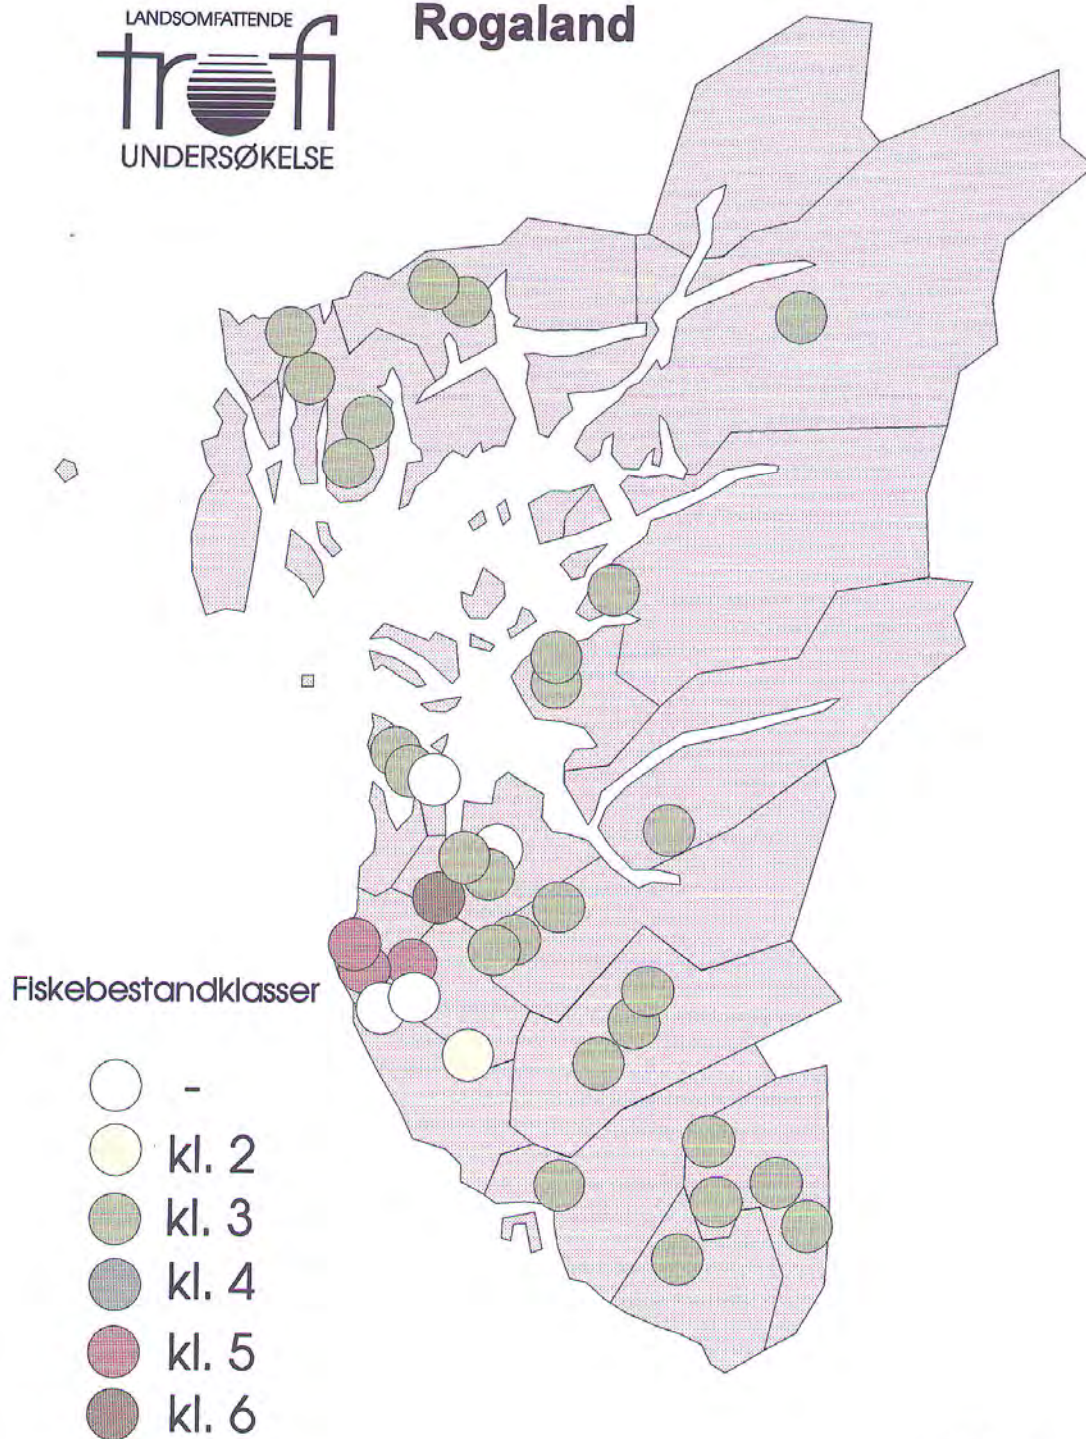 LANDSOMFATTENDE
trofi
UNDERSØKELSE
Rogaland
Fiskebestandklasser
-
kl. 2
kl. 3
kl. 4
kl. 5
kl. 6